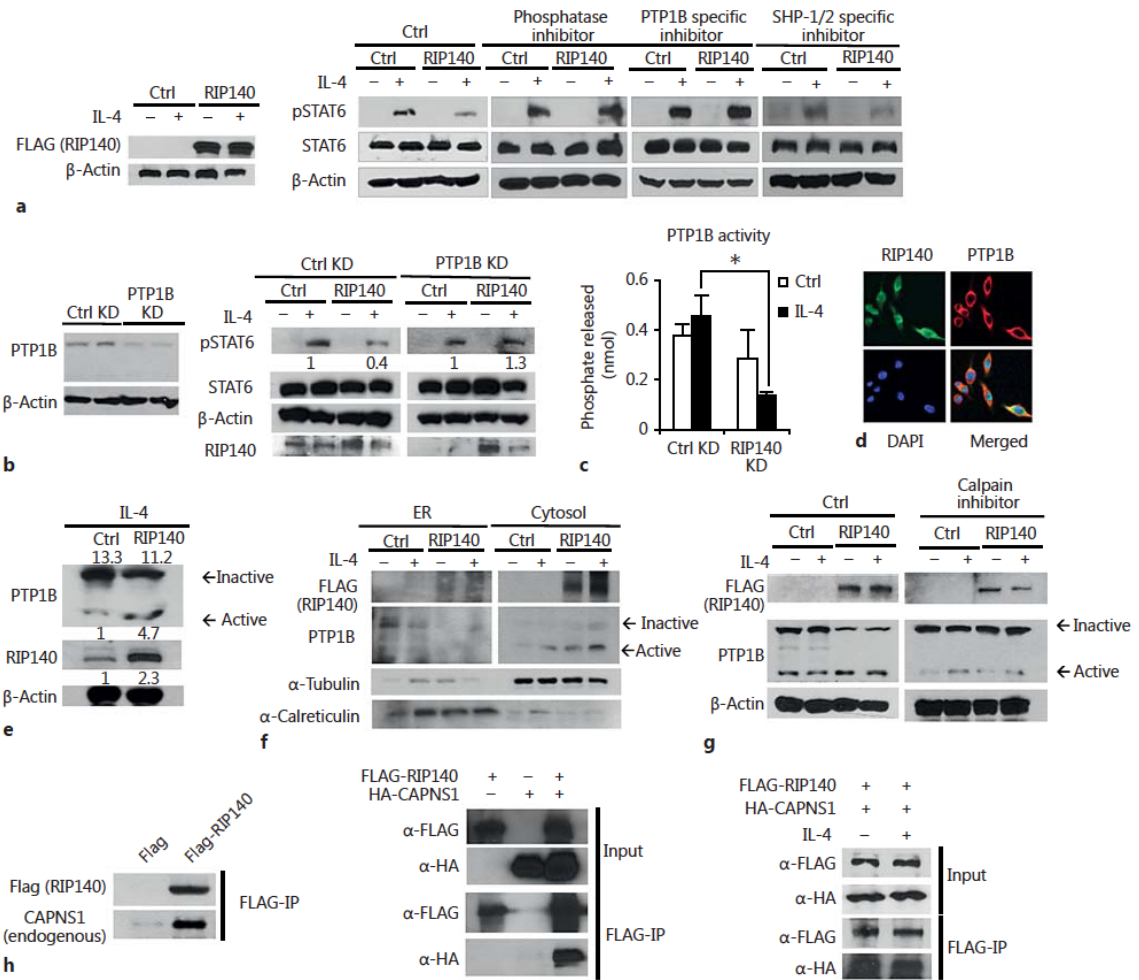 Ctrl RIP140
IL-4 – + – +
FLAG (RIP140)
β-Actin
a
Ctrl
Phosphatase inhibitor
PTP1B specific inhibitor
SHP-1/2 specific inhibitor
Ctrl RIP140 Ctrl RIP140 Ctrl RIP140 Ctrl RIP140
IL-4 – + – + – + – + – + – + – + – +
pSTAT6
STAT6
β-Actin
Ctrl KD PTP1B KD
PTP1B
β-Actin
b
Ctrl KD PTP1B KD
Ctrl RIP140 Ctrl RIP140
IL-4 – + – + – + – +
pSTAT6
1 0.4 1 1.3
STAT6
β-Actin
RIP140
PTP1B activity
*
Ctrl
IL-4
Phosphate released (nmol)
0.6
0.4
0.2
0
Ctrl KD RIP140 KD
c
RIP140 PTP1B
d DAPI Merged
IL-4
Ctrl RIP140
13.3 11.2
PTP1B
←Inactive
← Active
1 4.7
RIP140
1 2.3
β-Actin
e
ER Cytosol
Ctrl RIP140 Ctrl RIP140
IL-4 – + – + – + – +
FLAG (RIP140)
PTP1B
← Inactive
←Active
α-Tubulin
α-Calreticulin
f
Ctrl
Calpain inhibitor
Ctrl RIP140 Ctrl RIP140
IL-4 – + – + – + – +
FLAG (RIP140)
PTP1B
← Inactive
← Active
β-Actin
g
Flag Flag-RIP140
Flag (RIP140)
CAPNS1 (endogenous)
FLAG-IP
h
FLAG-RIP140 + – +
HA-CAPNS1 – + +
α-FLAG
α-HA
Input
α-FLAG
α-HA
FLAG-IP
FLAG-RIP140 + +
HA-CAPNS1 + +
IL-4 – +
α-FLAG
α-HA
Input
α-FLAG
α-HA
FLAG-IP